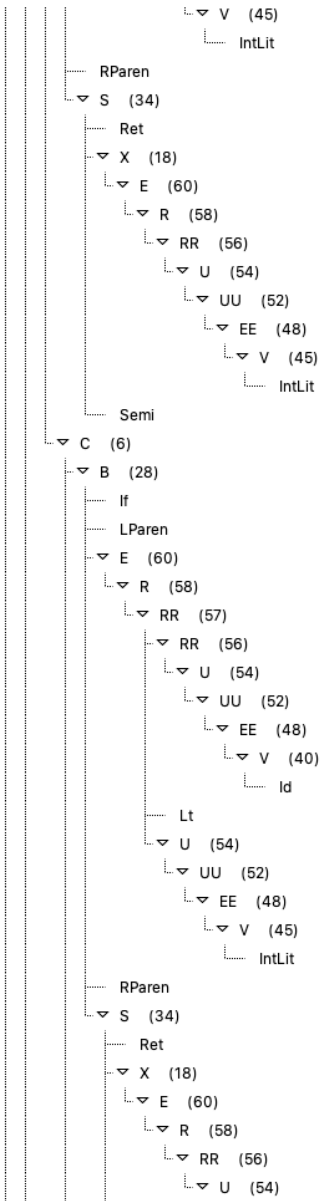 V (45)
IntLit
RParen
S (34)
Ret
X (18)
E (60)
R (58)
RR (56)
U (54)
UU (52)
EE (48)
V (45)
IntLit
Semi
C (6)
B (28)
If
LParen
E (60)
R (58)
RR (57)
RR (56)
U (54)
UU (52)
EE (48)
V (40)
Id
Lt
U (54)
UU (52)
EE (48)
V (45)
IntLit
RParen
S (34)
Ret
X (18)
E (60)
R (58)
RR (56)
U (54)